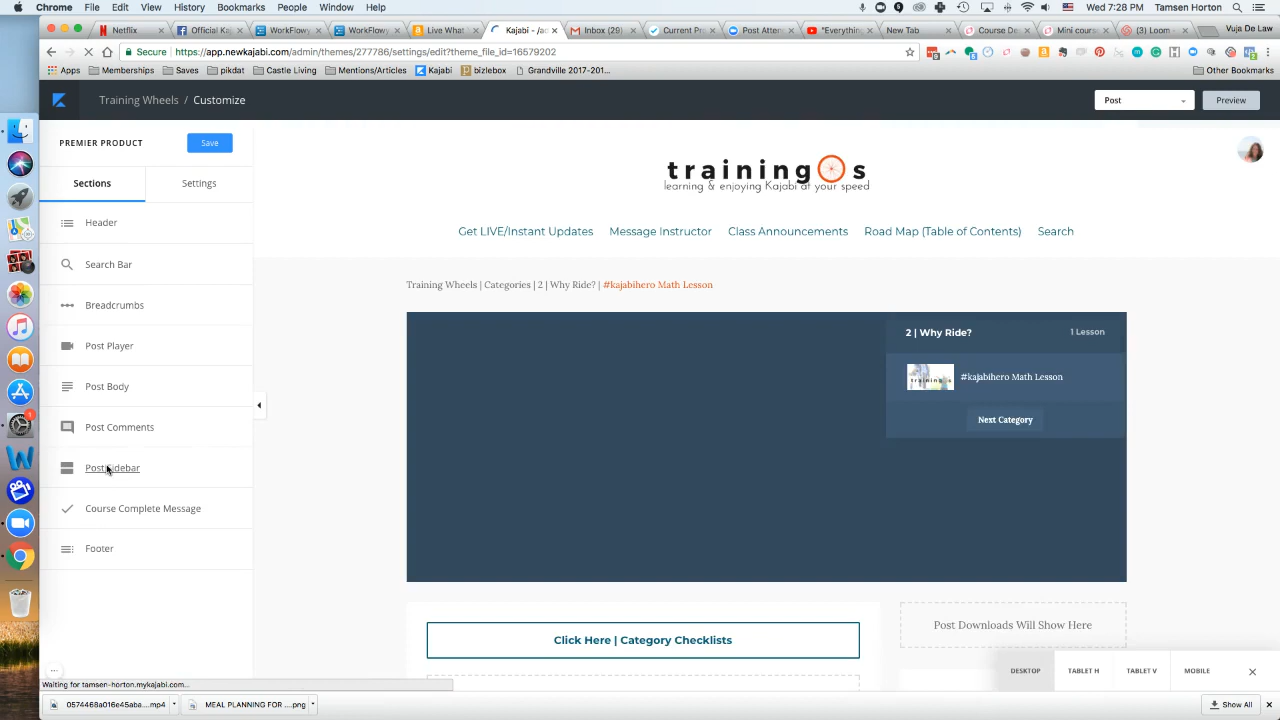 Chrome File Edit View History Bookmarks People Window Help Wed 7:28 PM Tamsen Horton
Netflix Official Kaj WorkFlowy WorkFlowy Live What Kajabi - /ad Inbox (29) Current Pro Post Atten "Everything New Tab Course De Mini course (3) Loom - Vuja De Law
Secure https://app.newkajabi.com/admin/themes/277786/settings/edit?theme_file_id=16579202
Apps Memberships Saves pikdat Castle Living Mentions/Articles Kajabi bizlebox Grandville 2017-201... Other Bookmarks
Training Wheels / Customize Post Preview
PREMIER PRODUCT Save
Sections Settings
Header
Search Bar
Breadcrumbs
Post Player
Post Body
Post Comments
Post Sidebar
Course Complete Message
Footer
training s
learning & enjoying Kajabi at your speed
Get LIVE/Instant Updates Message Instructor Class Announcements Road Map (Table of Contents) Search
Training Wheels | Categories | 2 | Why Ride? | #kajabihero Math Lesson
2 | Why Ride? 1 Lesson
#kajabihero Math Lesson
Next Category
Click Here | Category Checklists
Post Downloads Will Show Here
DESKTOP TABLET H TABLET V MOBILE
Waiting for tamsen-horton.mykajabi.com...
0574468a016e45aba....mp4 MEAL PLANNING FOR ....png Show All